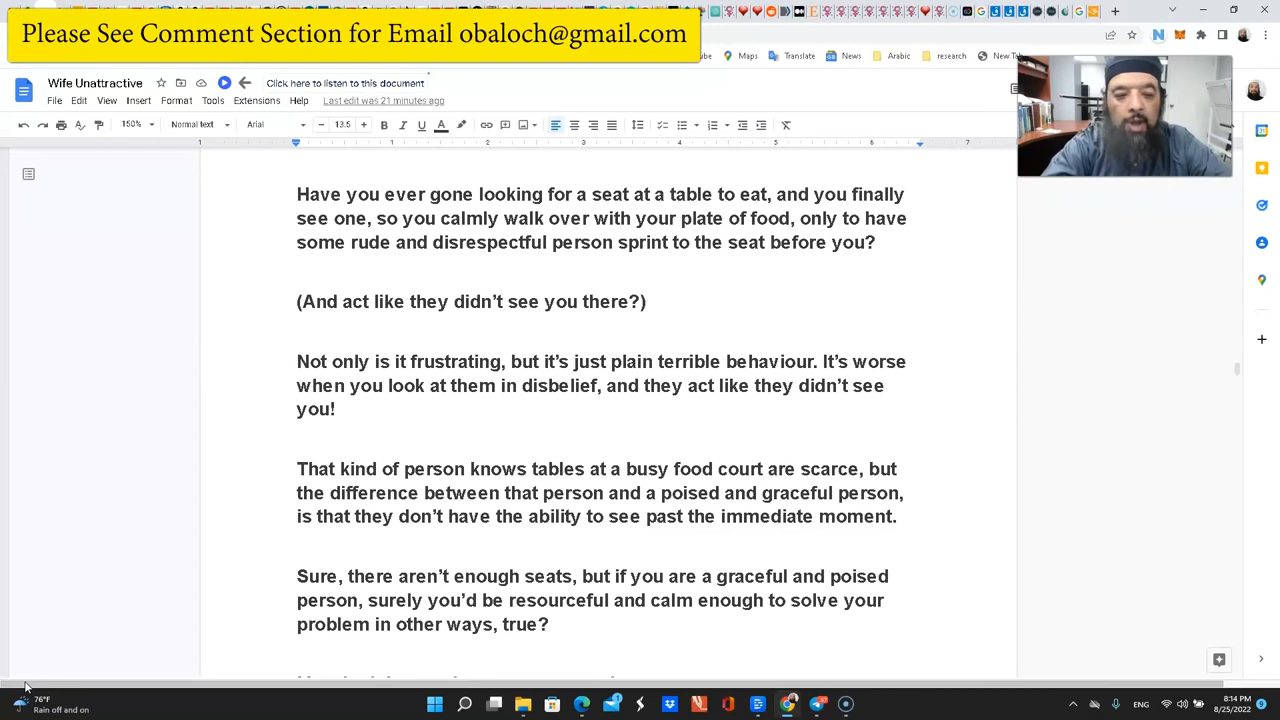 Please See Comment Section for Email obaloch@gmail.com
Maps
Translate
News
Arabic
research
New Tab
Wife Unattractive
Click here to listen to this document
File Edit View Insert Format Tools Extensions Help Last edit was 21 minutes ago
150% Normal text Arial 13.5
1 1 2 3 4 5 6 7
Have you ever gone looking for a seat at a table to eat, and you finally
see one, so you calmly walk over with your plate of food, only to have
some rude and disrespectful person sprint to the seat before you?
(And act like they didn’t see you there?)
Not only is it frustrating, but it’s just plain terrible behaviour. It’s worse
when you look at them in disbelief, and they act like they didn’t see
you!
That kind of person knows tables at a busy food court are scarce, but
the difference between that person and a poised and graceful person,
is that they don’t have the ability to see past the immediate moment.
Sure, there aren’t enough seats, but if you are a graceful and poised
person, surely you’d be resourceful and calm enough to solve your
problem in other ways, true?
76°F
Rain off and on
ENG
8:14 PM
8/25/2022